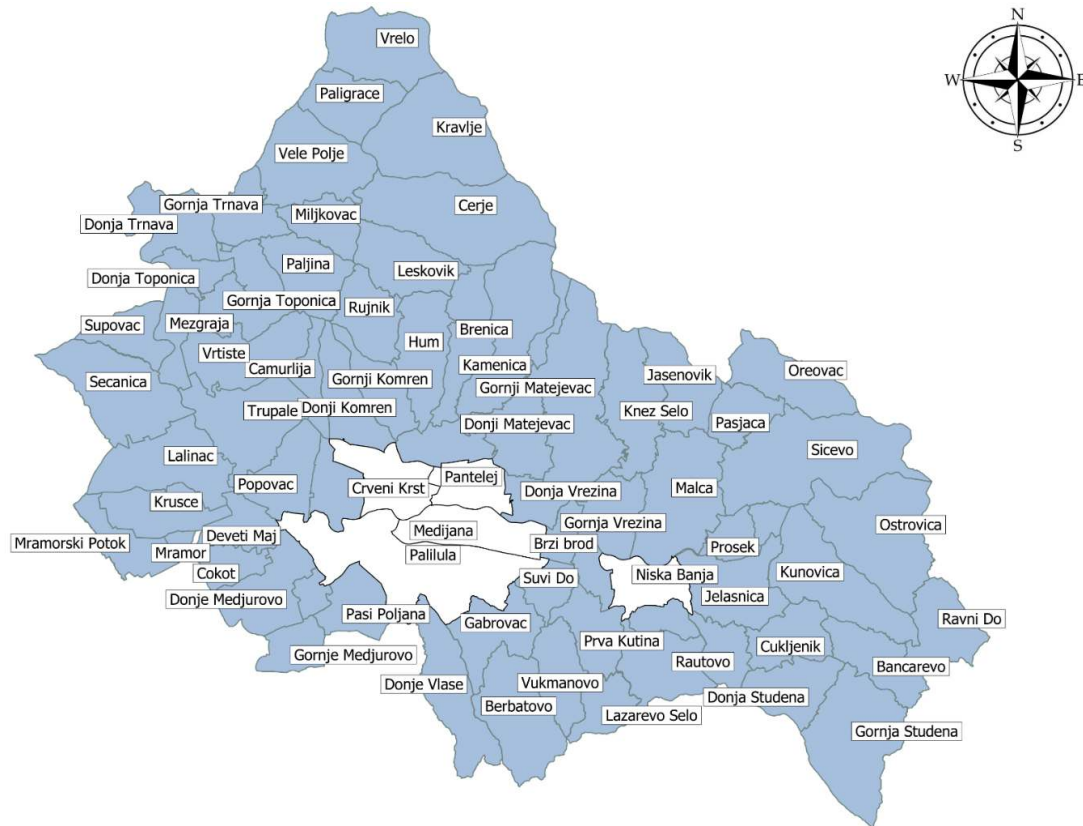 Vrelo
N
W
E
S
Paligrace
Kravlje
Vele Polje
Gornja Trnava
Cerje
Miljkovac
Donja Trnava
Paljina
Leskovik
Donja Toponica
Gornja Toponica
Rujnik
Supovac
Mezgraja
Brenica
Hum
Vrtiste
Kamenica
Camurlija
Oreovac
Jasenovik
Gornji Komren
Secanica
Gornji Matejevac
Trupale
Donji Komren
Knez Selo
Donji Matejevac
Pasjaca
Sicevo
Lalinac
Pantelej
Popovac
Crveni Krst
Malca
Donja Vrezina
Krusce
Gornja Vrezina
Ostrovica
Medijana
Deveti Maj
Brzi brod
Mramorski Potok
Prosek
Mramor
Palilula
Cokot
Niska Banja
Kunovica
Suvi Do
Jelasnica
Donje Medjurovo
Pasi Poljana
Ravni Do
Gabrovac
Prva Kutina
Cukljenik
Gornje Medjurovo
Rautovo
Bancarevo
Donje Vlase
Vukmanovo
Donja Studena
Berbatovo
Lazarevo Selo
Gornja Studena